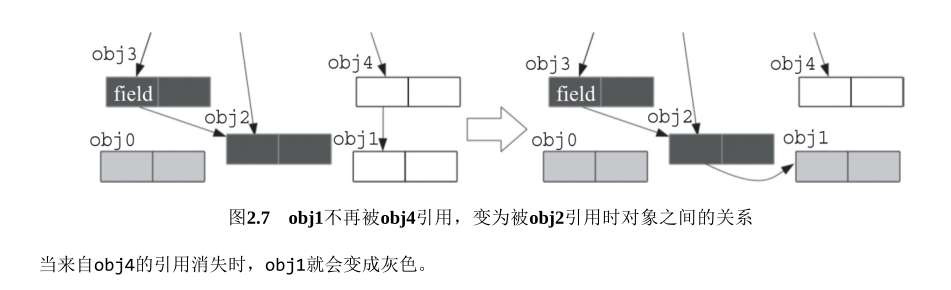 obj3
obj4
field
obj2
obj0
obj1
obj3
obj4
field
obj2
obj0
obj1
图2.7 obj1不再被obj4引用，变为被obj2引用时对象之间的关系
当来自obj4的引用消失时，obj1就会变成灰色。